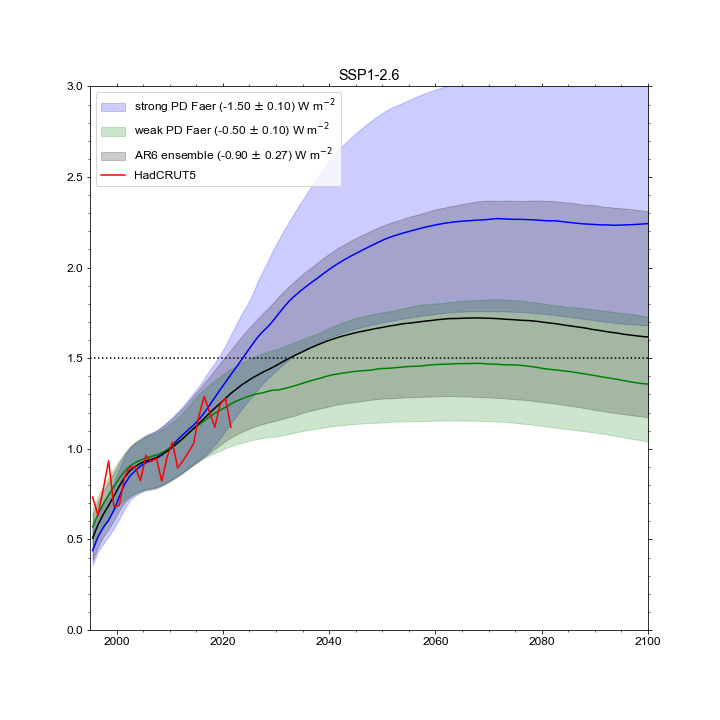 SSP1-2.6
strong PD Faer (-1.50 ± 0.10) W m⁻²
weak PD Faer (-0.50 ± 0.10) W m⁻²
AR6 ensemble (-0.90 ± 0.27) W m⁻²
HadCRUT5
3.0
2.5
2.0
1.5
1.0
0.5
0.0
2000 2020 2040 2060 2080 2100